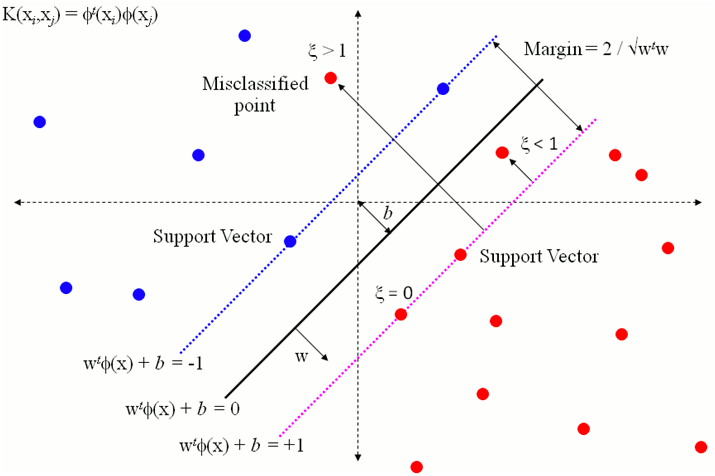 K(xᵢ,xⱼ) = ϕᵗ(xᵢ)ϕ(xⱼ)
ξ > 1
Margin = 2 / √wᵗw
Misclassified
point
ξ < 1
b
Support Vector
Support Vector
ξ = 0
w
wᵗϕ(x) + b = -1
wᵗϕ(x) + b = 0
wᵗϕ(x) + b = +1